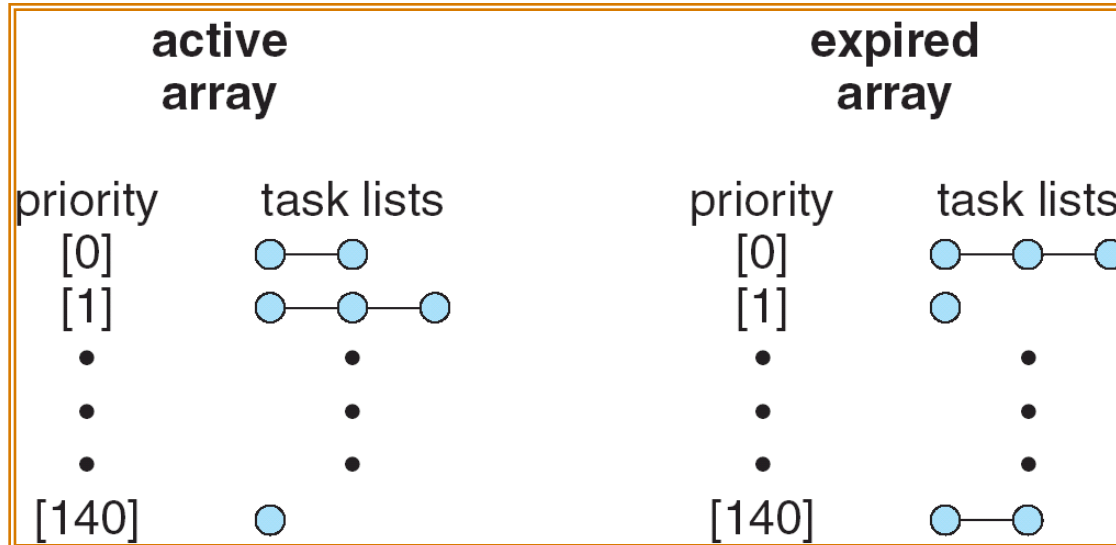 active
array
expired
array
priority task lists
[0]
[1]
[140]
priority task lists
[0]
[1]
[140]